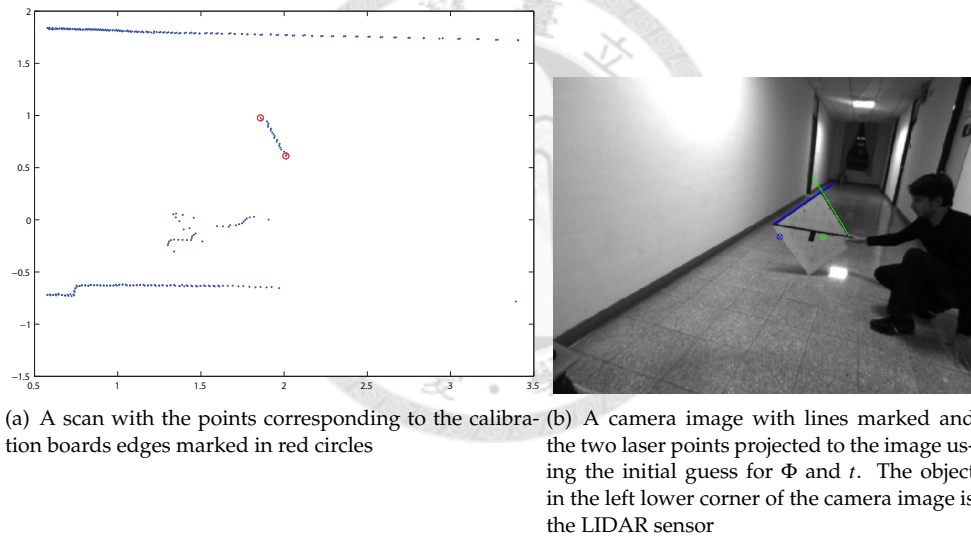 2
1.5
1
0.5
0
−0.5
−1
−1.5
0.5 1 1.5 2 2.5 3 3.5
立
(a) A scan with the points corresponding to the calibra-
tion boards edges marked in red circles
(b) A camera image with lines marked and
the two laser points projected to the image us-
ing the initial guess for Φ and t. The object
in the left lower corner of the camera image is
the LIDAR sensor